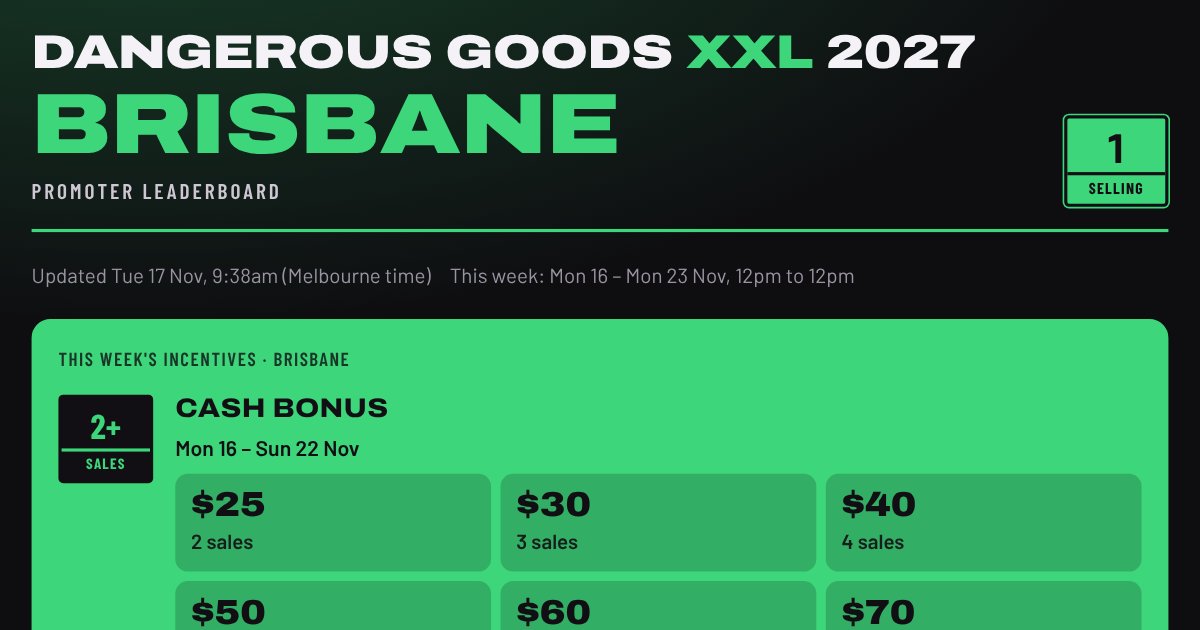 DANGEROUS GOODS XXL 2027
BRISBANE
PROMOTER LEADERBOARD
1
SELLING
Updated Tue 17 Nov, 9:38am (Melbourne time) This week: Mon 16 – Mon 23 Nov, 12pm to 12pm
THIS WEEK'S INCENTIVES · BRISBANE
2+
SALES
CASH BONUS
Mon 16 – Sun 22 Nov
$25
2 sales
$30
3 sales
$40
4 sales
$50
$60
$70